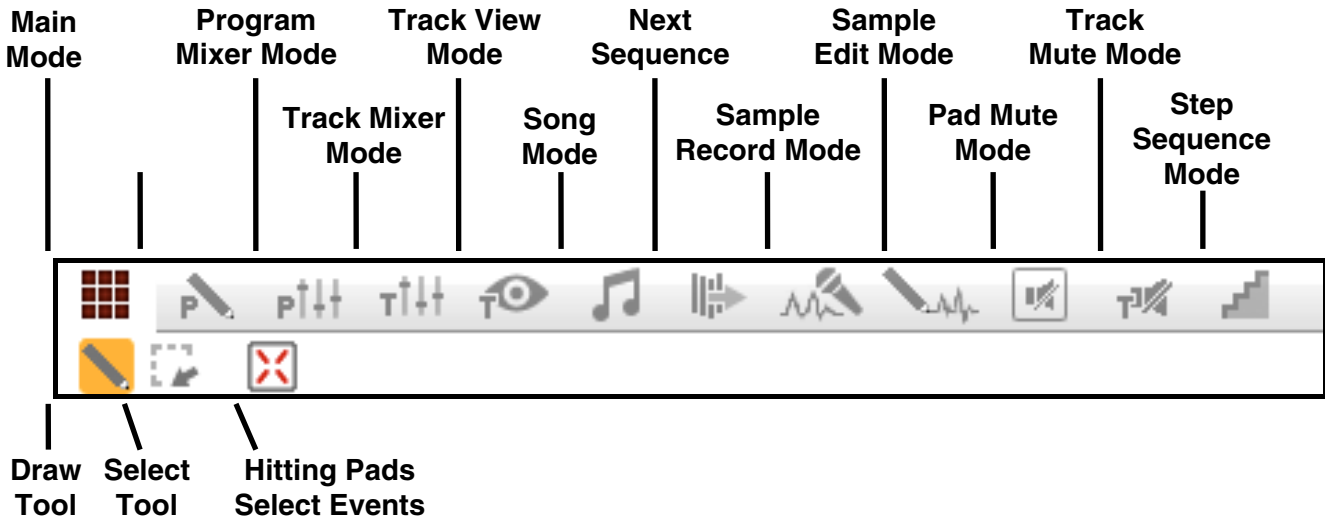 Main
Mode
Program
Mixer Mode
Track View
Mode
Next
Sequence
Sample
Edit Mode
Track
Mute Mode
Track Mixer
Mode
Song
Mode
Sample
Record Mode
Pad Mute
Mode
Step
Sequence
Mode
P
P
T
T
T
Draw
Tool
Select
Tool
Hitting Pads
Select Events